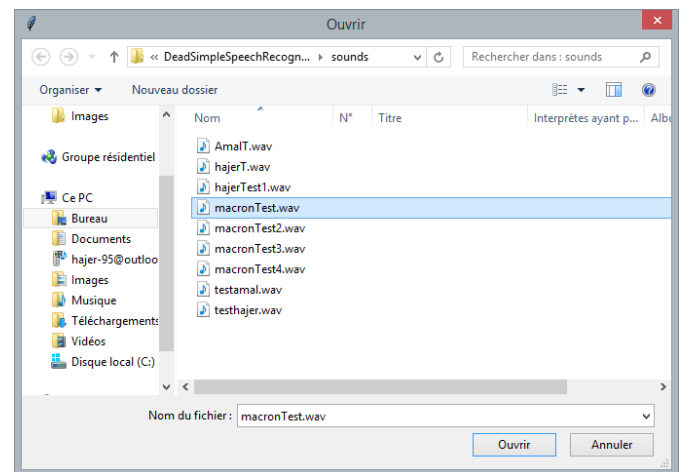 Ouvrir
« DeadSimpleSpeechRecogn... sounds
Rechercher dans : sounds
Organiser Nouveau dossier
Images
Groupe résidentiel
Ce PC
Bureau
Documents
hajer-95@outloo
Images
Musique
Téléchargements
Vidéos
Disque local (C:)
Nom N° Titre Interprètes ayant p... Albu
AmalT.wav
hajerT.wav
hajerTest1.wav
macronTest.wav
macronTest2.wav
macronTest3.wav
macronTest4.wav
testamal.wav
testhajer.wav
Nom du fichier : macronTest.wav
Ouvrir Annuler